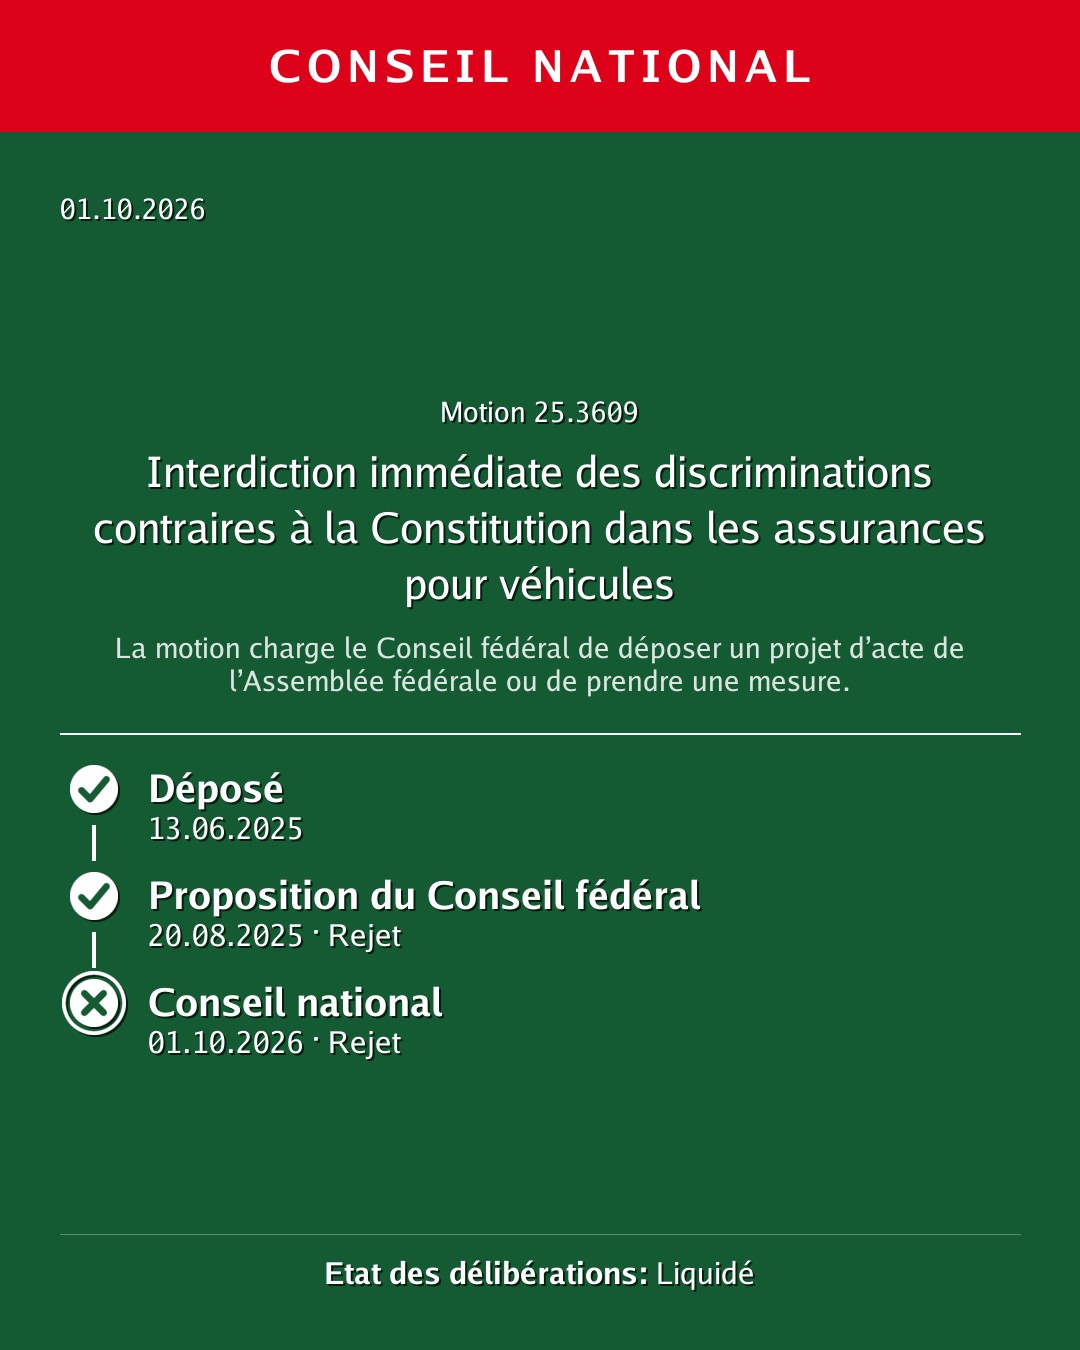 CONSEIL NATIONAL
01.10.2026
Motion 25.3609
Interdiction immédiate des discriminations
contraires à la Constitution dans les assurances
pour véhicules
La motion charge le Conseil fédéral de déposer un projet d’acte de
l’Assemblée fédérale ou de prendre une mesure.
Déposé
13.06.2025
Proposition du Conseil fédéral
20.08.2025 · Rejet
Conseil national
01.10.2026 · Rejet
Etat des délibérations: Liquidé